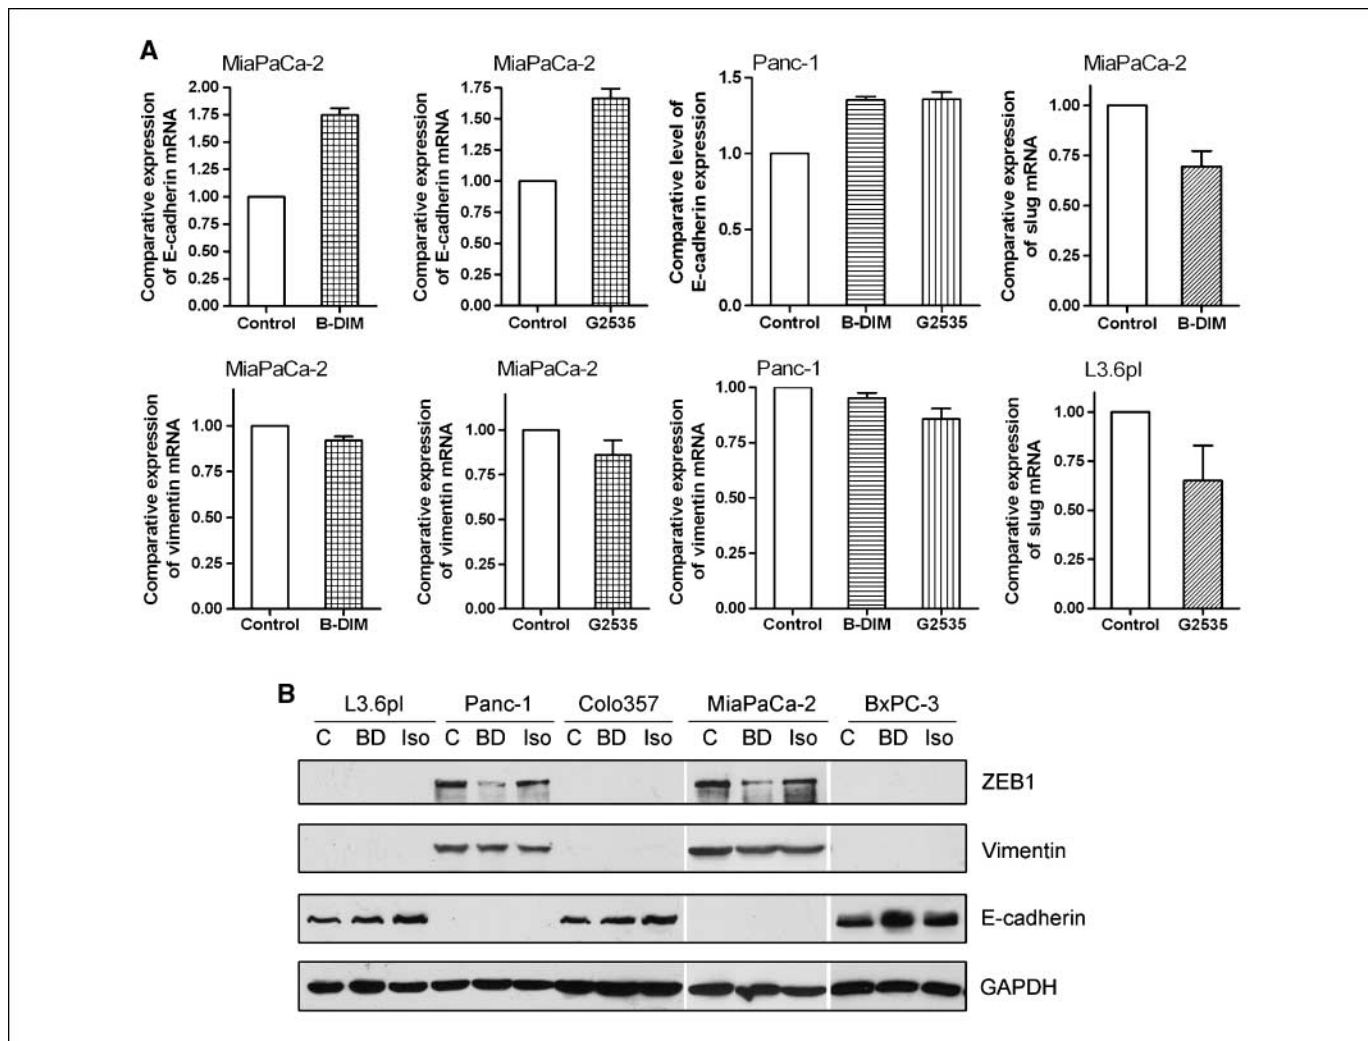 A
MiaPaCa-2
Comparative expression
of E-cadherin mRNA
2.00
1.75
1.50
1.25
1.00
0.75
0.50
0.25
0.00
Control B-DIM
MiaPaCa-2
Comparative expression
of E-cadherin mRNA
1.75
1.50
1.25
1.00
0.75
0.50
0.25
0.00
Control G2535
Panc-1
Comparative level of
E-cadherin expression
1.5
1.0
0.5
0.0
Control B-DIM G2535
MiaPaCa-2
Comparative expression
of slug mRNA
1.00
0.75
0.50
0.25
0.00
Control B-DIM
MiaPaCa-2
Comparative expression
of vimentin mRNA
1.00
0.75
0.50
0.25
0.00
Control B-DIM
MiaPaCa-2
Comparative expression
of vimentin mRNA
1.00
0.75
0.50
0.25
0.00
Control G2535
Panc-1
Comparative expression
of vimentin mRNA
1.00
0.75
0.50
0.25
0.00
Control B-DIM G2535
L3.6pl
Comparative expression
of slug mRNA
1.00
0.75
0.50
0.25
0.00
Control G2535
B
L3.6pl Panc-1 Colo357 MiaPaCa-2 BxPC-3
C BD Iso C BD Iso C BD Iso C BD Iso C BD Iso
ZEB1
Vimentin
E-cadherin
GAPDH